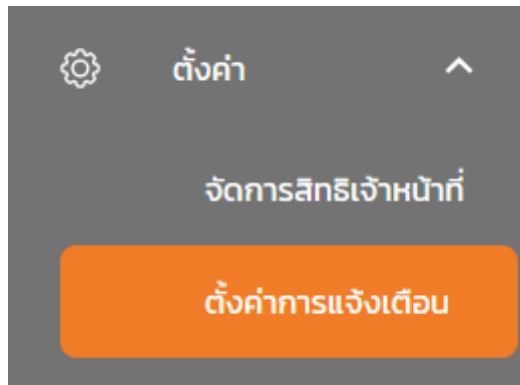 ตั้งค่า
จัดการสิทธิเจ้าหน้าที่
ตั้งค่าการแจ้งเตือน